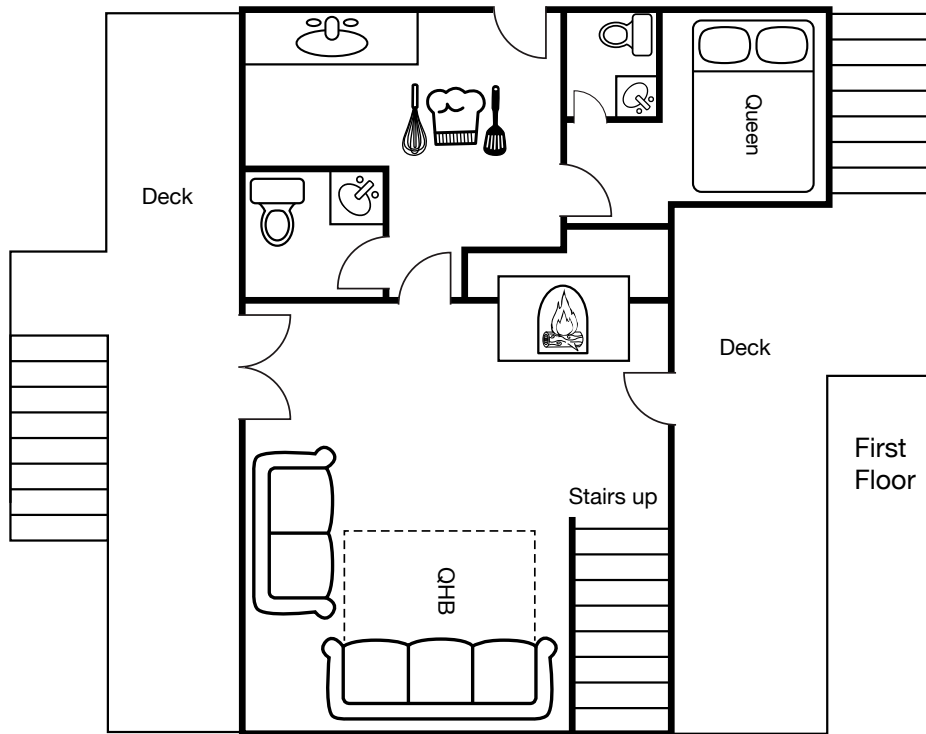 Queen
Deck
Deck
First
Floor
Stairs up
QHB